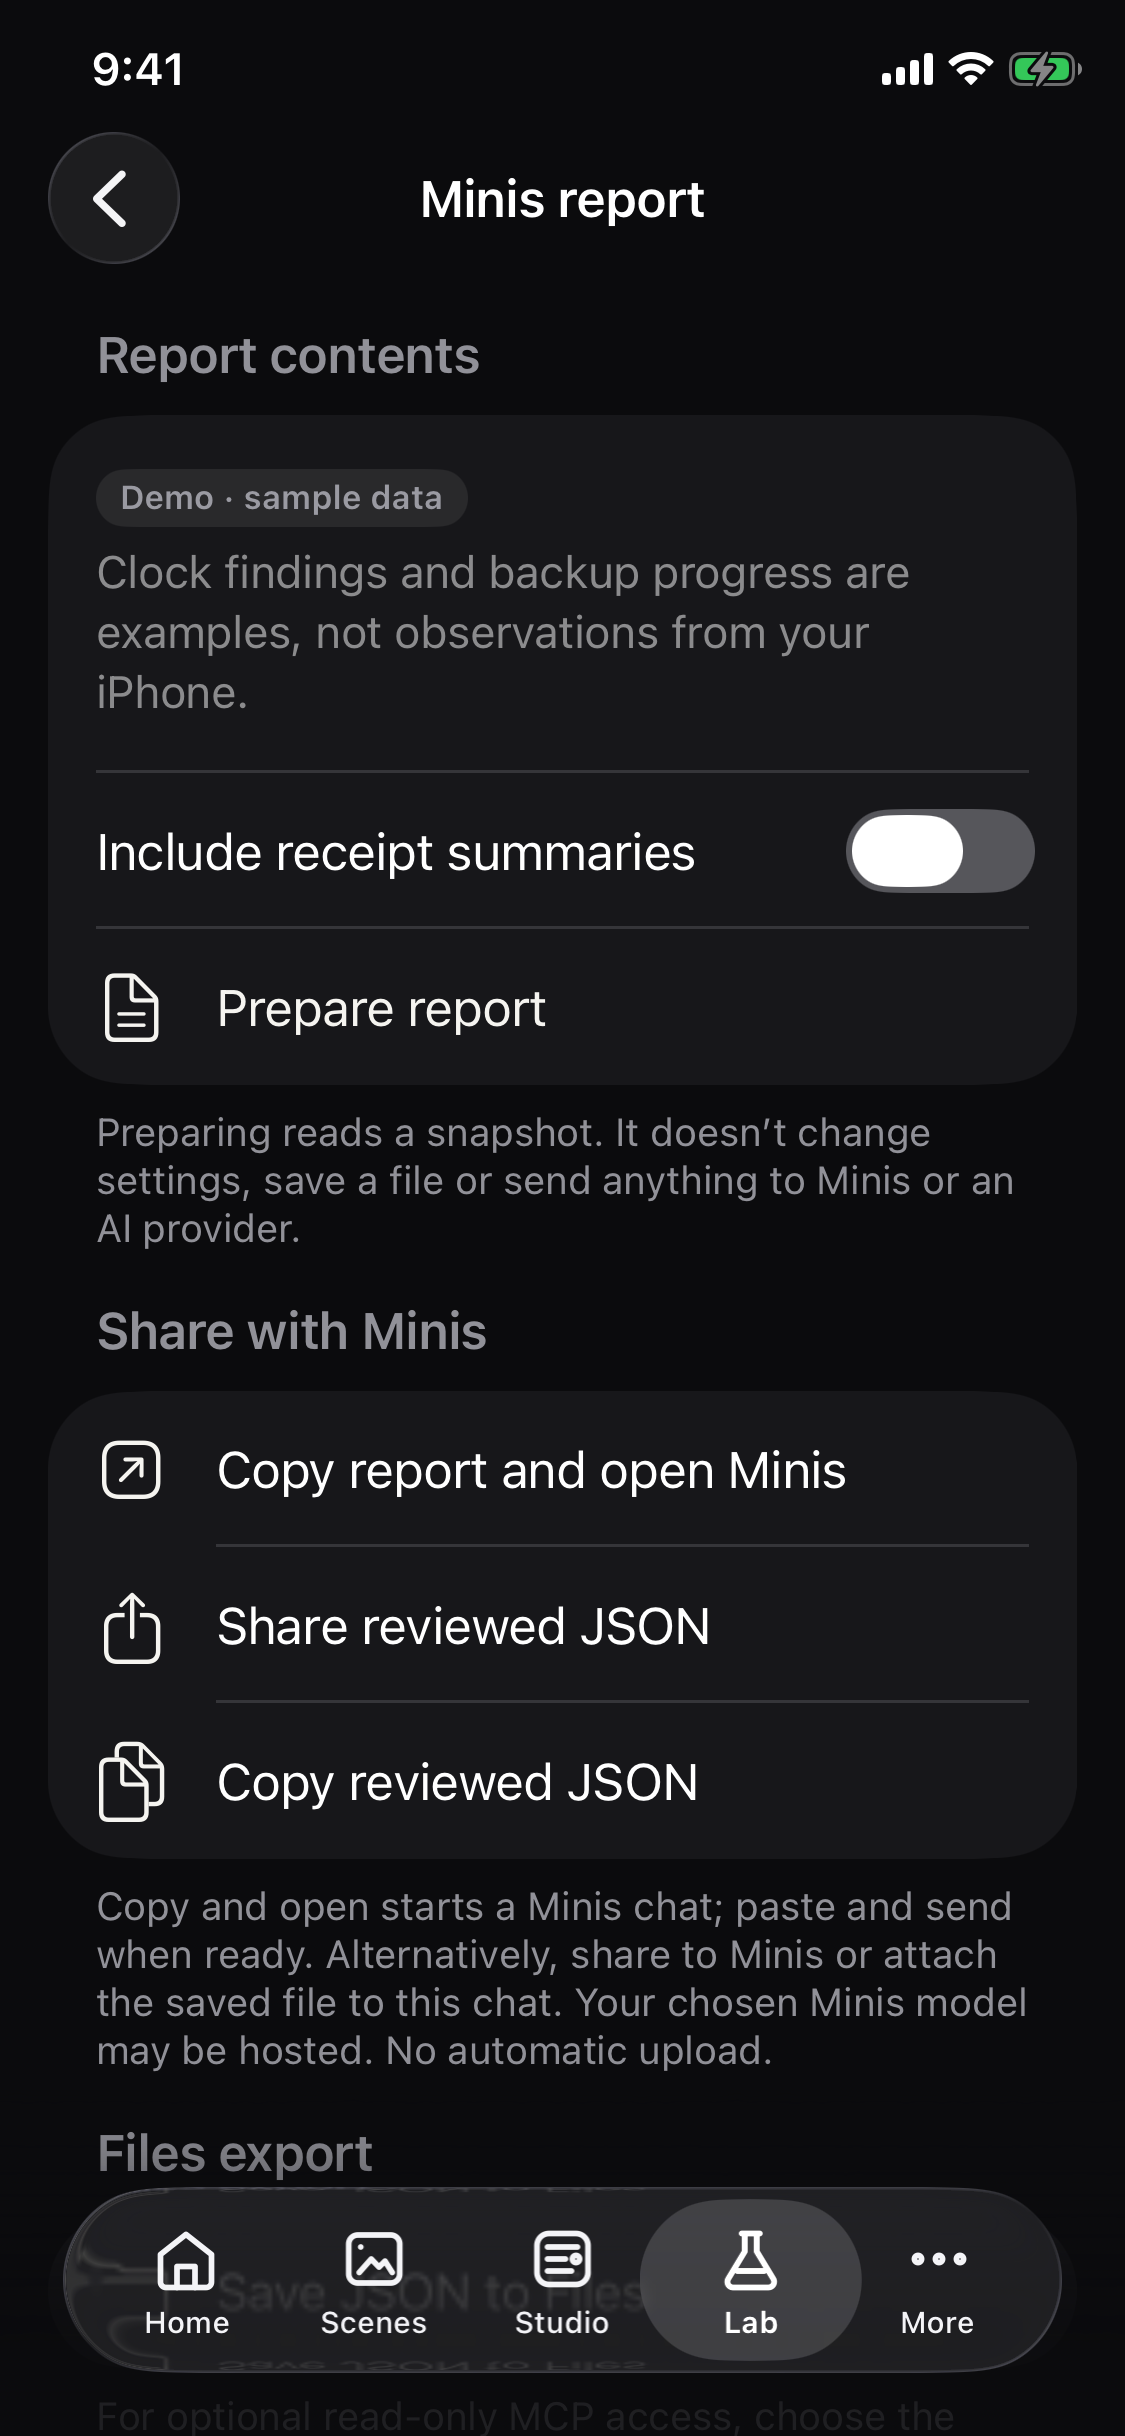 9:41
Minis report
Report contents
Demo · sample data
Clock findings and backup progress are
examples, not observations from your
iPhone.
Include receipt summaries
Prepare report
Preparing reads a snapshot. It doesn’t change
settings, save a file or send anything to Minis or an
AI provider.
Share with Minis
Copy report and open Minis
Share reviewed JSON
Copy reviewed JSON
Copy and open starts a Minis chat; paste and send
when ready. Alternatively, share to Minis or attach
the saved file to this chat. Your chosen Minis model
may be hosted. No automatic upload.
Files export
Save JSON to Files
Home
Scenes
Studio
Lab
More
For optional read-only MCP access, choose the